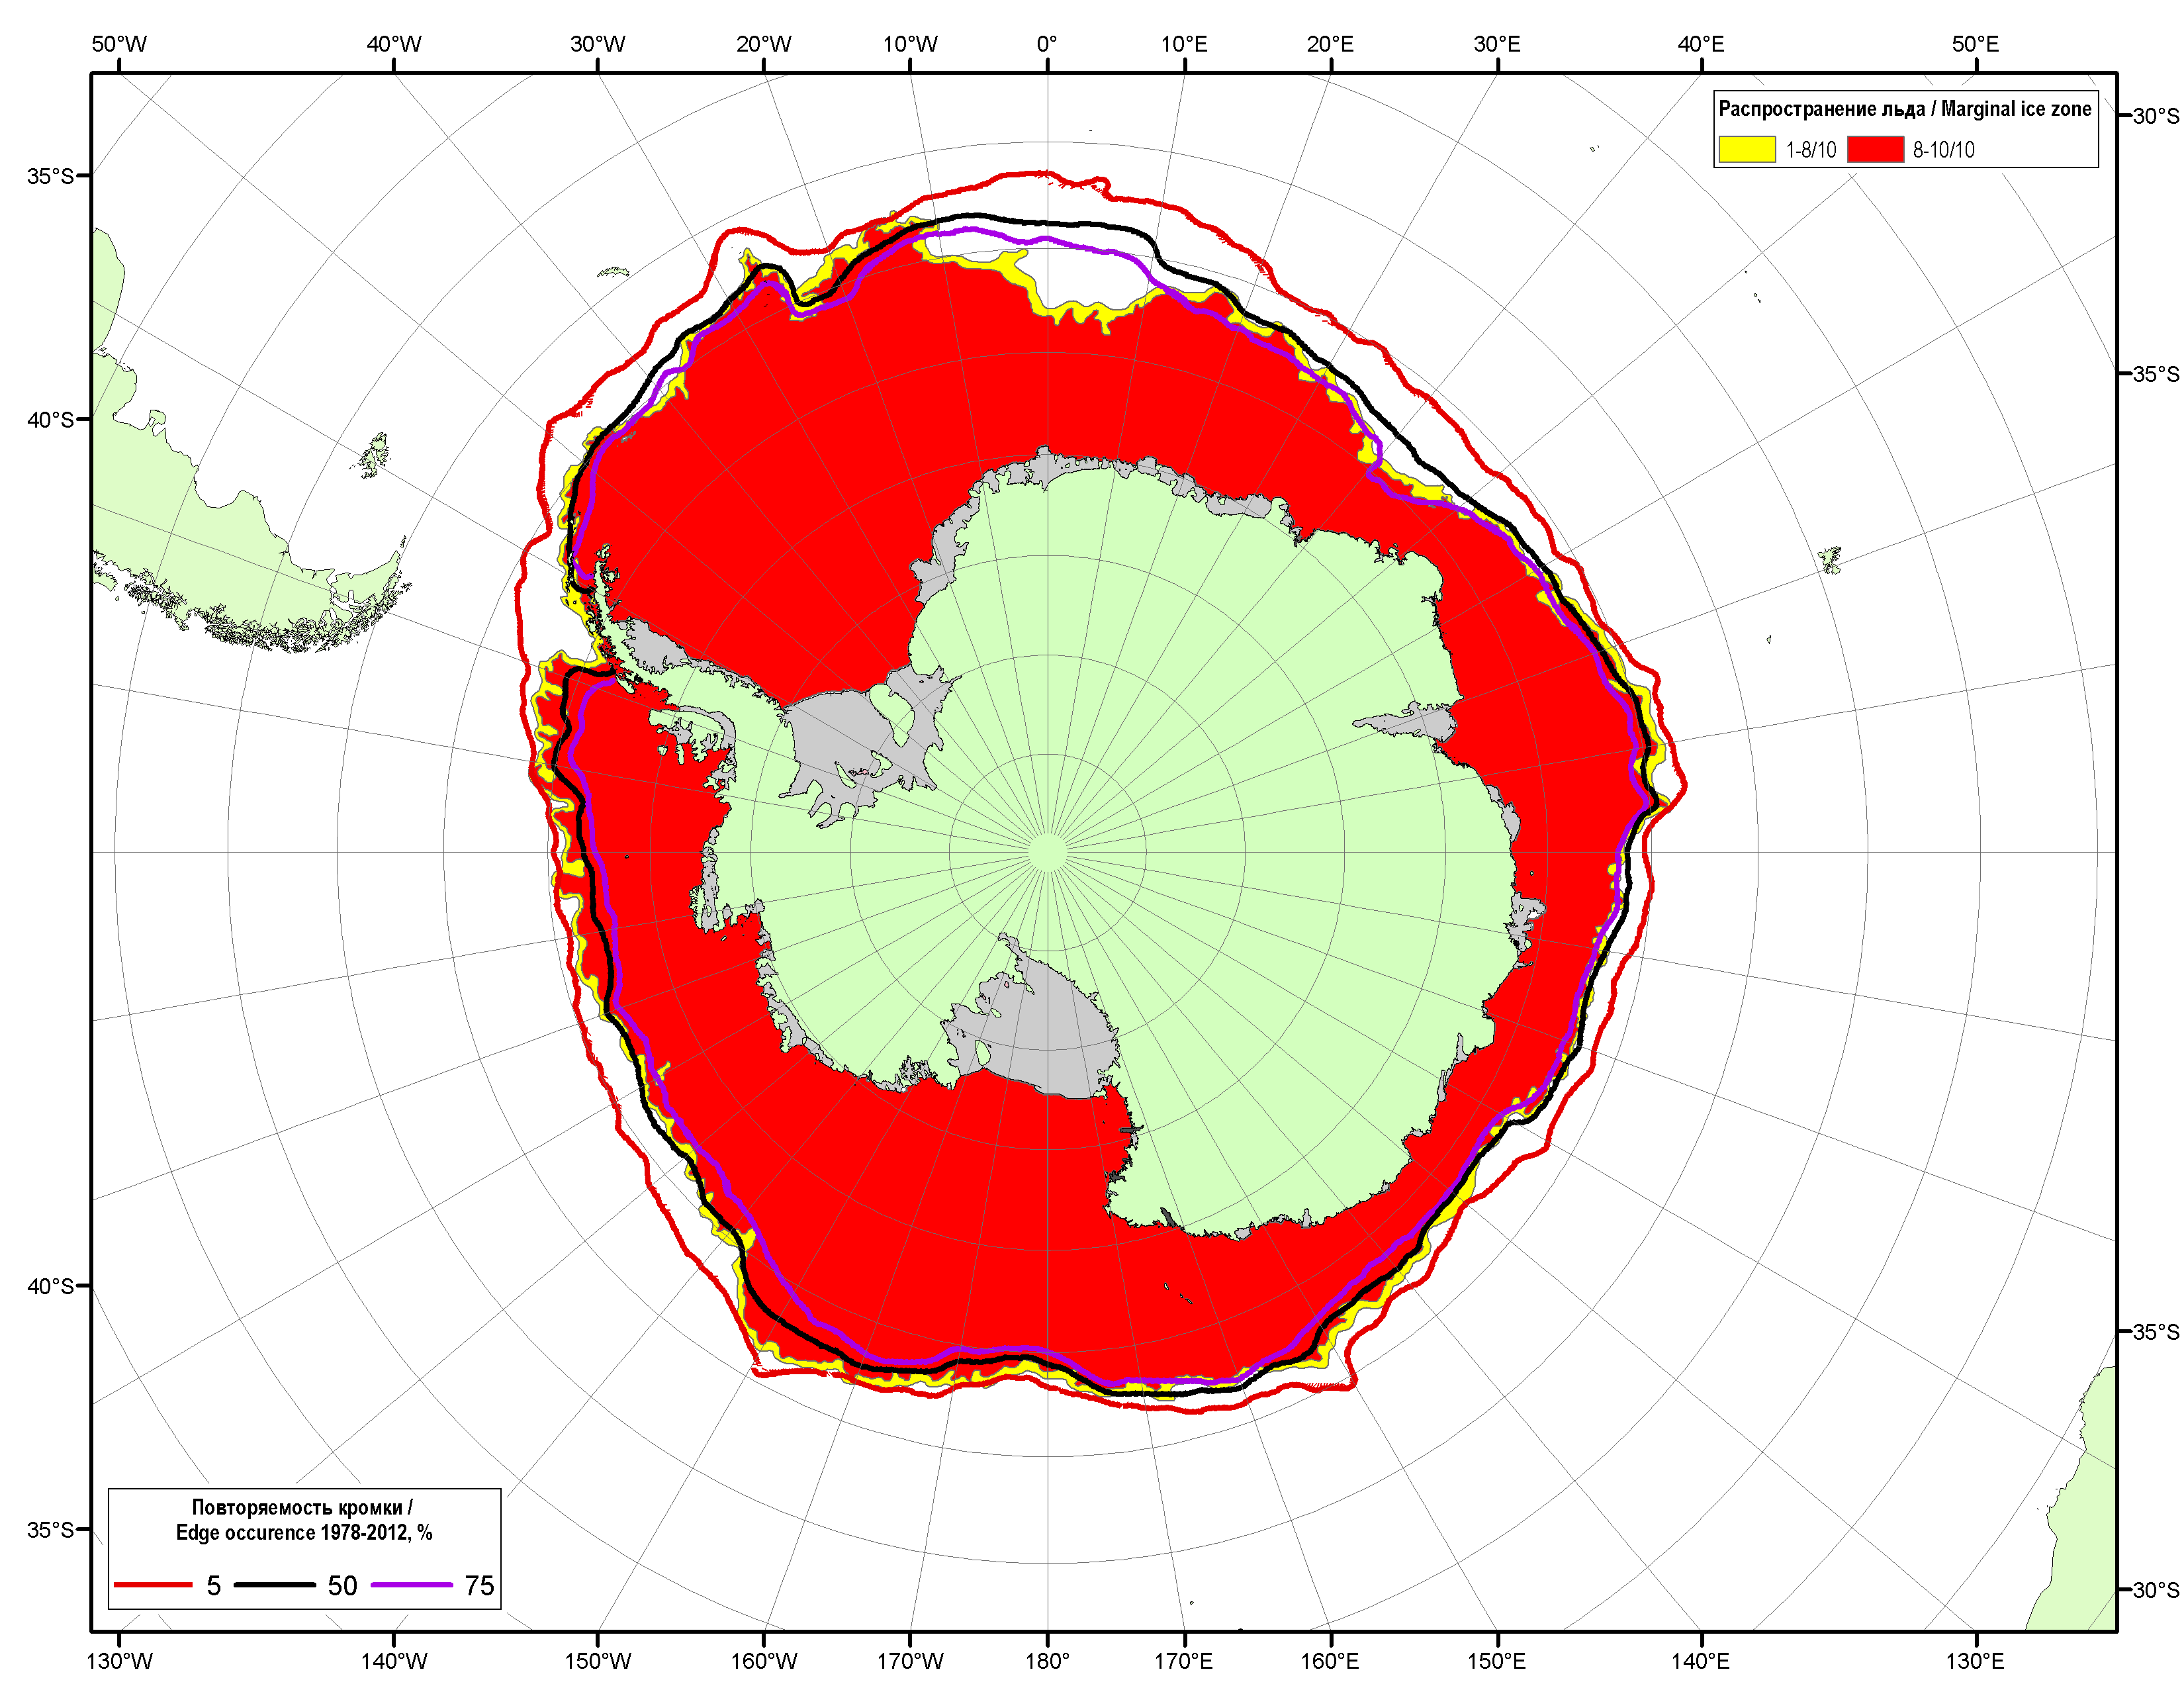 50°W 40°W 30°W 20°W 10°W 0° 10°E 20°E 30°E 40°E 50°E
Распространение льда / Marginal ice zone
1-8/10 8-10/10
30°S
35°S
35°S
40°S
40°S
35°S
35°S
30°S
Повторяемость кромки /
Edge occurence 1978-2012, %
5 50 75
130°W 140°W 150°W 160°W 170°W 180° 170°E 160°E 150°E 140°E 130°E